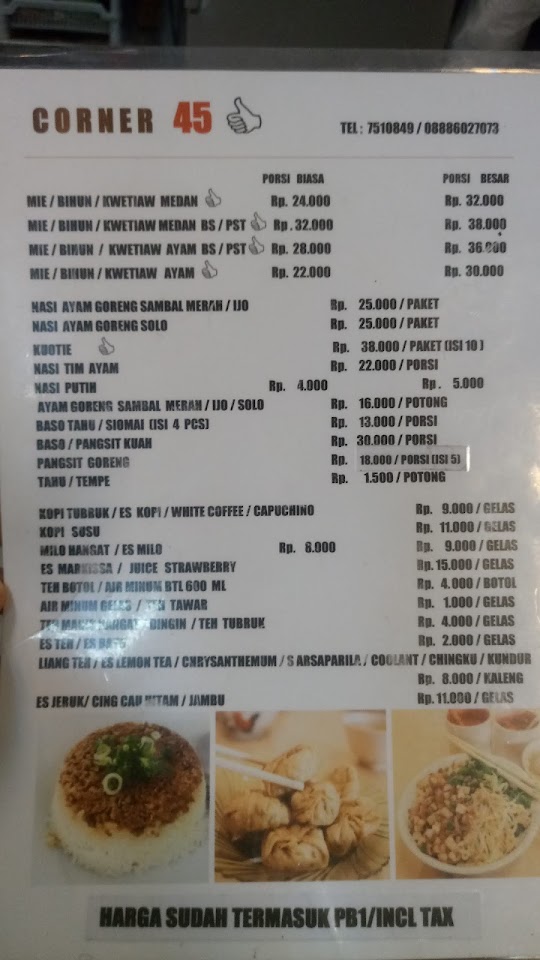 CORNER 45
TEL : 7510849 / 08886027073
PORSI BIASA PORSI BESAR
MIE / BIHUN / KWETIAW MEDAN Rp. 24.000 Rp. 32.000
MIE / BIHUN / KWETIAW MEDAN BS / PST Rp. 32.000 Rp. 38.000
MIE / BIHUN / KWETIAW AYAM BS / PST Rp. 28.000 Rp. 36.000
MIE / BIHUN / KWETIAW AYAM Rp. 22.000 Rp. 30.000
NASI AYAM GORENG SAMBAL MERAH / IJO Rp. 25.000 / PAKET
NASI AYAM GORENG SOLO Rp. 25.000 / PAKET
KUOTIE Rp. 38.000 / PAKET (ISI 10 )
NASI TIM AYAM Rp. 22.000 / PORSI
NASI PUTIH Rp. 4.000 Rp. 5.000
AYAM GORENG SAMBAL MERAH / IJO / SOLO Rp. 16.000 / POTONG
BASO TAHU / SIOMAI (ISI 4 PCS) Rp. 13.000 / PORSI
BASO / PANGSIT KUAH Rp. 30.000 / PORSI
PANGSIT GORENG Rp. 18.000 / PORSI (ISI 5)
TAHU / TEMPE Rp. 1.500 / POTONG
KOPI TUBRUK / ES KOPI / WHITE COFFEE / CAPUCHINO Rp. 9.000 / GELAS
KOPI SUSU Rp. 11.000 / GELAS
MILO HANGAT / ES MILO Rp. 8.000 Rp. 9.000 / GELAS
ES MARKISSA / JUICE STRAWBERRY Rp. 15.000 / GELAS
TEH BOTOL / AIR MINUM BTL 600 ML Rp. 4.000 / BOTOL
AIR MINUM GELAS / TEH TAWAR Rp. 1.000 / GELAS
TEH MANIS HANGAT / DINGIN / TEH TUBRUK Rp. 4.000 / GELAS
ES TEH / ES BATU Rp. 2.000 / GELAS
LIANG TEH / ES LEMON TEA / CHRYSANTHEMUM / SARSAPARILA / COOLANT / CHINGKU / KUNDUR
Rp. 8.000 / KALENG
ES JERUK/ CING CAU HITAM / JAMBU Rp. 11.000 / GELAS
HARGA SUDAH TERMASUK PB1/INCL TAX